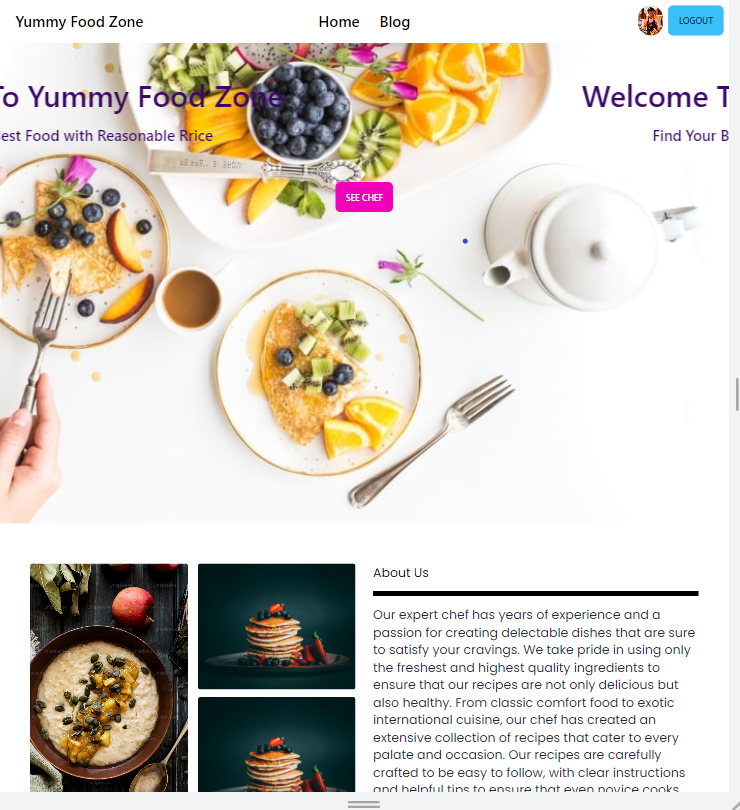 Yummy Food Zone
Home Blog
LOGOUT
To Yummy Food Zone
Welcome T
est Food with Reasonable Rrice
Find Your B
SEE CHEF
About Us
Our expert chef has years of experience and a
passion for creating delectable dishes that are sure
to satisfy your cravings. We take pride in using only
the freshest and highest quality ingredients to
ensure that our recipes are not only delicious but
also healthy. From classic comfort food to exotic
international cuisine, our chef has created an
extensive collection of recipes that cater to every
palate and occasion. Our recipes are carefully
crafted to be easy to follow, with clear instructions
and helpful tips to ensure that even novice cooks